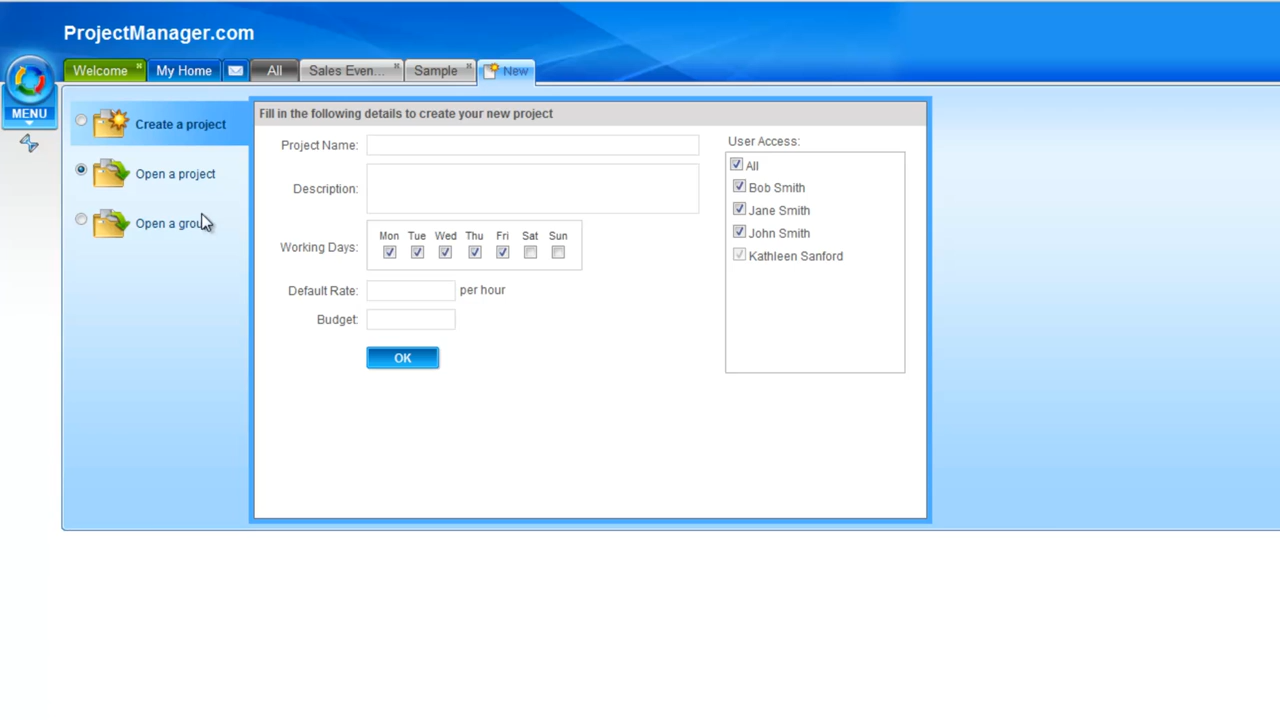 ProjectManager.com
Welcome
My Home
All
Sales Even...
Sample
New
MENU
Create a project
Open a project
Open a grou
Fill in the following details to create your new project
Project Name:
Description:
Working Days:
Mon Tue Wed Thu Fri Sat Sun
Default Rate:
per hour
Budget:
OK
User Access:
All
Bob Smith
Jane Smith
John Smith
Kathleen Sanford